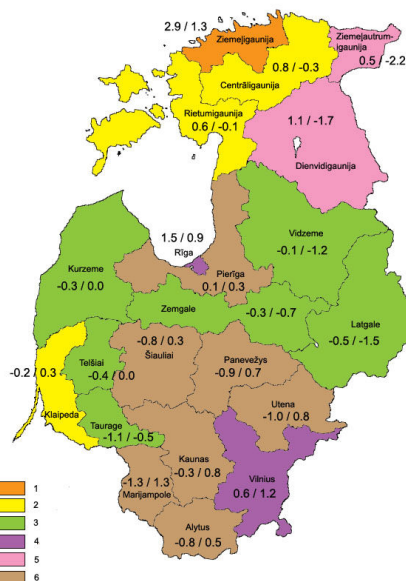 2.9 / 1.3
Ziemeļigaunija
Ziemeļautrum-
igaunija
0.5 / -2.2
0.8 / -0.3
Centrāligaunija
Rietumigaunija
0.6 / -0.1
1.1 / -1.7
Dienvidigaunija
1.5 / 0.9
Rīga
Vidzeme
-0.1 / -1.2
Kurzeme
-0.3 / 0.0
Pierīga
0.1 / 0.3
Zemgale
-0.3 / -0.7
Latgale
-0.5 / -1.5
-0.2 / 0.3
Telšiai
-0.4 / 0.0
-0.8 / 0.3
Šiauliai
Panevežys
-0.9 / 0.7
Utena
-1.0 / 0.8
Klaipeda
Taurage
-1.1 / -0.5
Kaunas
-0.3 / 0.8
-1.3 / 1.3
Marijampole
Vilnius
0.6 / 1.2
Alytus
-0.8 / 0.5
1
2
3
4
5
6